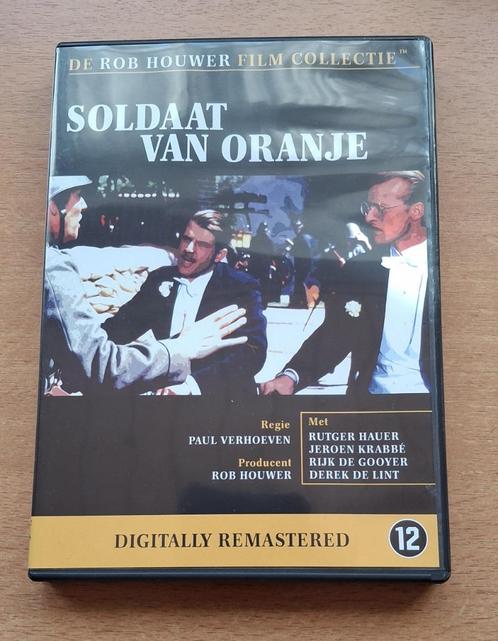 DE ROB HOUWER FILM COLLECTIE™
SOLDAAT
VAN ORANJE
Regie
PAUL VERHOEVEN
Producent
ROB HOUWER
Met
RUTGER HAUER
JEROEN KRABBÉ
RIJK DE GOOYER
DEREK DE LINT
DIGITALLY REMASTERED
12